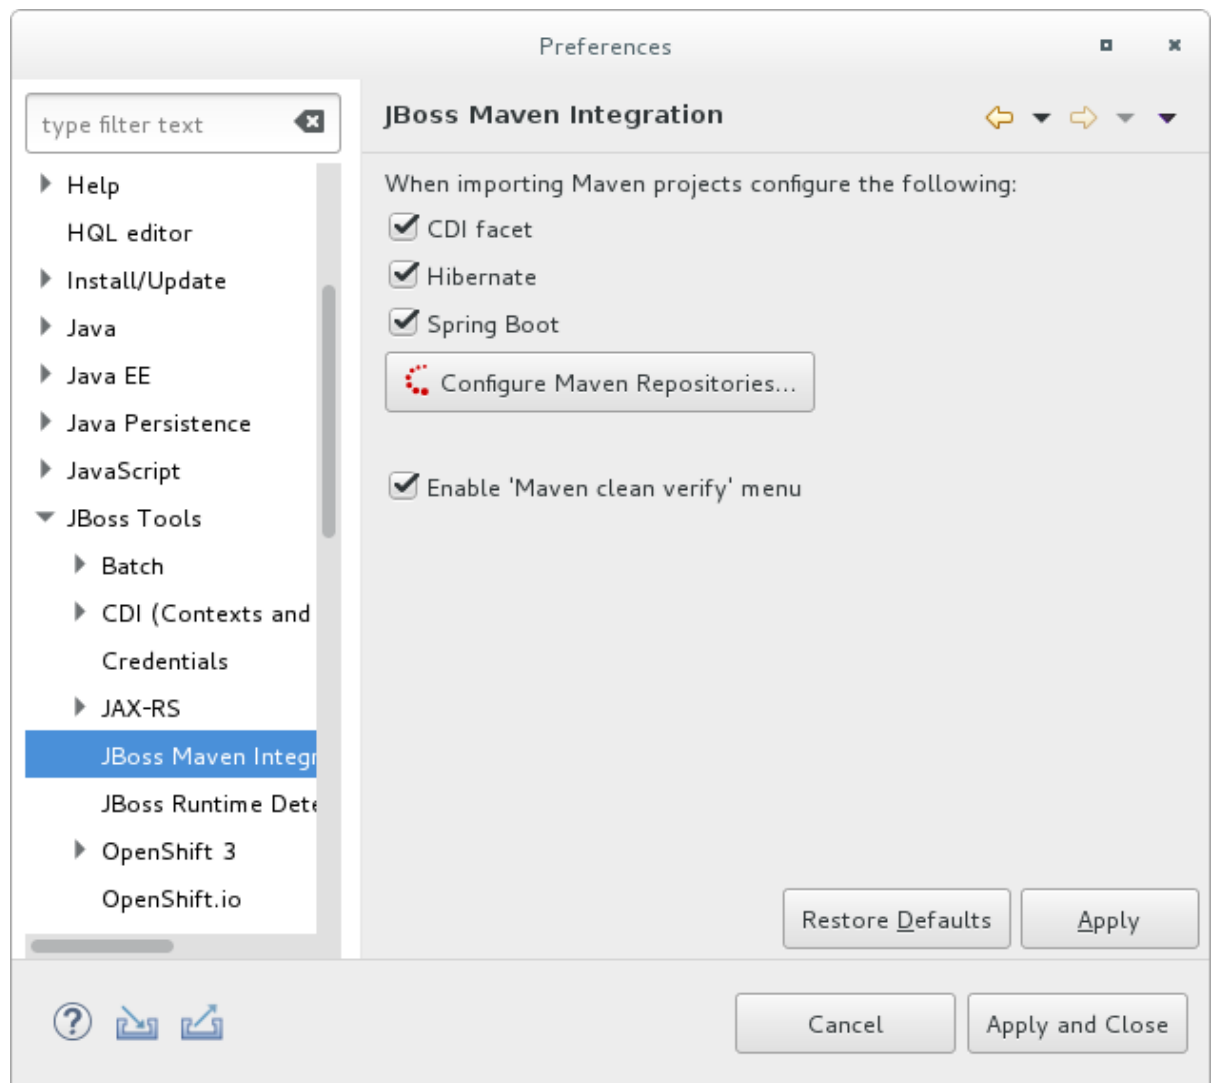 Preferences
type filter text
Help
HQL editor
Install/Update
Java
Java EE
Java Persistence
JavaScript
JBoss Tools
Batch
CDI (Contexts and
Credentials
JAX-RS
JBoss Maven Integr
JBoss Runtime Dete
OpenShift 3
OpenShift.io
JBoss Maven Integration
When importing Maven projects configure the following:
CDI facet
Hibernate
Spring Boot
Configure Maven Repositories...
Enable 'Maven clean verify' menu
Restore Defaults
Apply
Cancel
Apply and Close